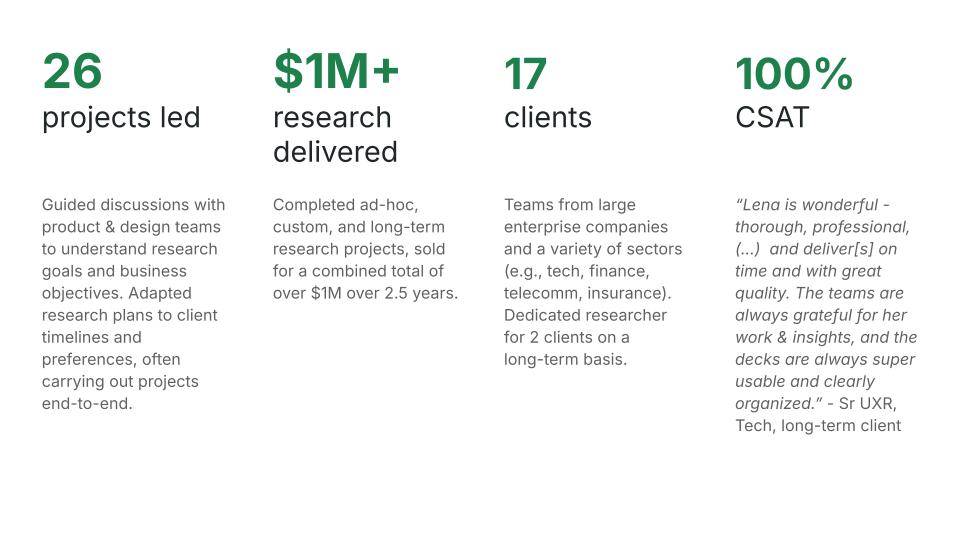 26
projects led
Guided discussions with
product & design teams
to understand research
goals and business
objectives. Adapted
research plans to client
timelines and
preferences, often
carrying out projects
end-to-end.
$1M+
research
delivered
Completed ad-hoc,
custom, and long-term
research projects, sold
for a combined total of
over $1M over 2.5 years.
17
clients
Teams from large
enterprise companies
and a variety of sectors
(e.g., tech, finance,
telecomm, insurance).
Dedicated researcher
for 2 clients on a
long-term basis.
100%
CSAT
“Lena is wonderful -
thorough, professional,
(...)  and deliver[s] on
time and with great
quality. The teams are
always grateful for her
work & insights, and the
decks are always super
usable and clearly
organized.” - Sr UXR,
Tech, long-term client